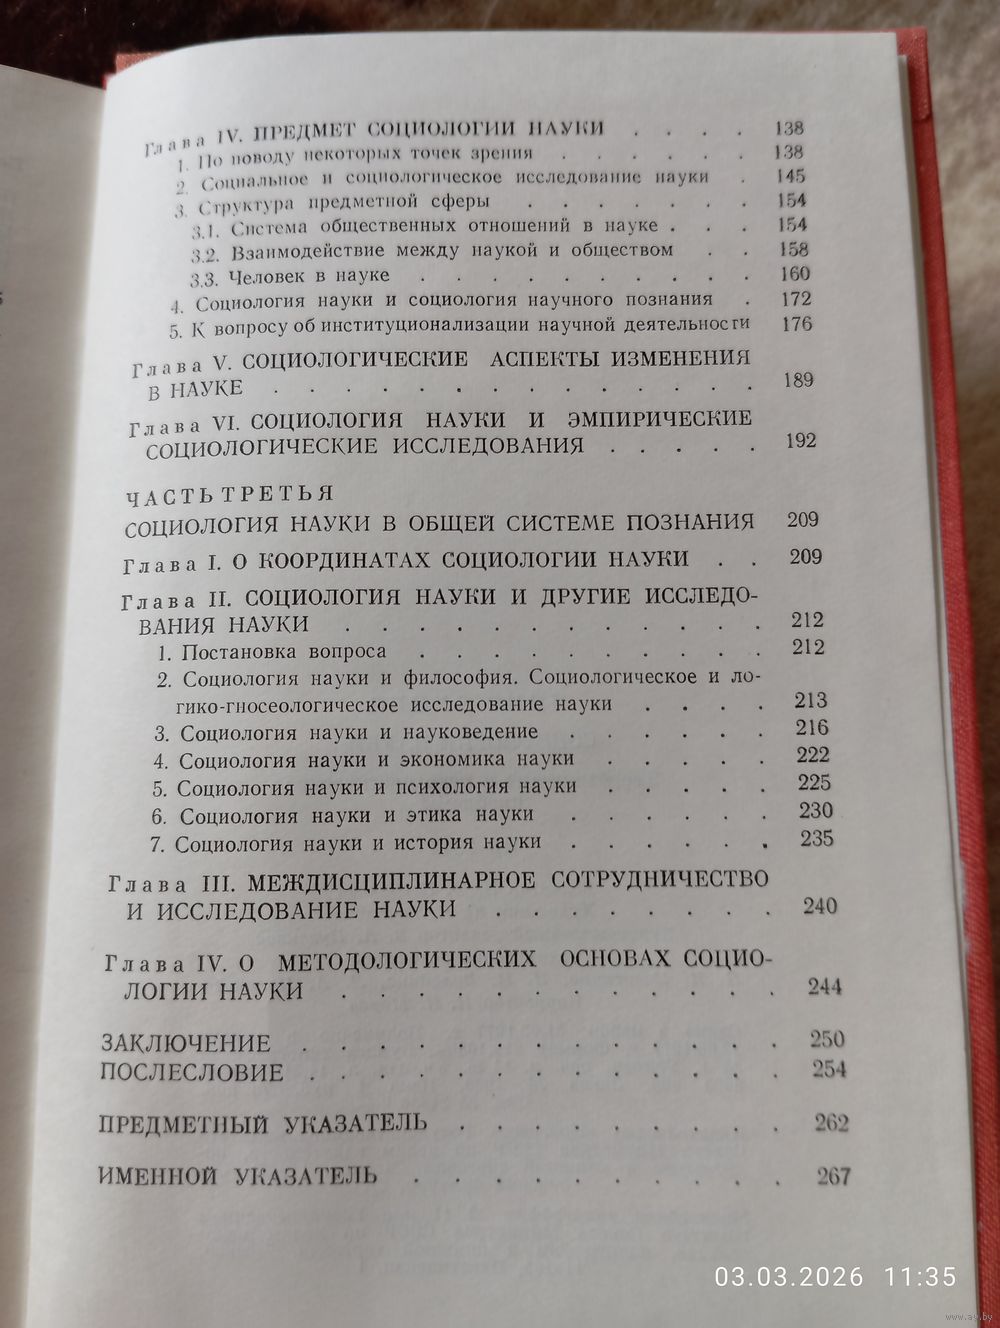 Глава IV. ПРЕДМЕТ СОЦИОЛОГИИ НАУКИ . . . . 138
1. По поводу некоторых точек зрения . . . . . . 138
2. Социальное и социологическое исследование науки . 145
3. Структура предметной сферы . . . . . . . 154
3.1. Система общественных отношений в науке . . . 154
3.2. Взаимодействие между наукой и обществом . . 158
3.3. Человек в науке . . . . . . . . . 160
4. Социология науки и социология научного познания . 172
5. К вопросу об институционализации научной деятельности 176
Глава V. СОЦИОЛОГИЧЕСКИЕ АСПЕКТЫ ИЗМЕНЕНИЯ
В НАУКЕ . . . . . . . . . . . . . 189
Глава VI. СОЦИОЛОГИЯ НАУКИ И ЭМПИРИЧЕСКИЕ
СОЦИОЛОГИЧЕСКИЕ ИССЛЕДОВАНИЯ . . . . . 192
ЧАСТЬ ТРЕТЬЯ
СОЦИОЛОГИЯ НАУКИ В ОБЩЕЙ СИСТЕМЕ ПОЗНАНИЯ 209
Глава I. О КООРДИНАТАХ СОЦИОЛОГИИ НАУКИ . . 209
Глава II. СОЦИОЛОГИЯ НАУКИ И ДРУГИЕ ИССЛЕДО-
ВАНИЯ НАУКИ . . . . . . . . . . . 212
1. Постановка вопроса . . . . . . . . . . 212
2. Социология науки и философия. Социологическое и ло-
гико-гносеологическое исследование науки . . . . 213
3. Социология науки и науковедение . . . . . . 216
4. Социология науки и экономика науки . . . . . 222
5. Социология науки и психология науки . . . . . 225
6. Социология науки и этика науки . . . . . . 230
7. Социология науки и история науки . . . . . . 235
Глава III. МЕЖДИСЦИПЛИНАРНОЕ СОТРУДНИЧЕСТВО
И ИССЛЕДОВАНИЕ НАУКИ . . . . . . . . 240
Глава IV. О МЕТОДОЛОГИЧЕСКИХ ОСНОВАХ СОЦИО-
ЛОГИИ НАУКИ . . . . . . . . . . . . 244
ЗАКЛЮЧЕНИЕ . . . . . . . . . . . . . 250
ПОСЛЕСЛОВИЕ . . . . . . . . . . . . . 254
ПРЕДМЕТНЫЙ УКАЗАТЕЛЬ . . . . . . . . . 262
ИМЕННОЙ УКАЗАТЕЛЬ . . . . . . . . . . 267
03.03.2026 11:35
www.ay.by